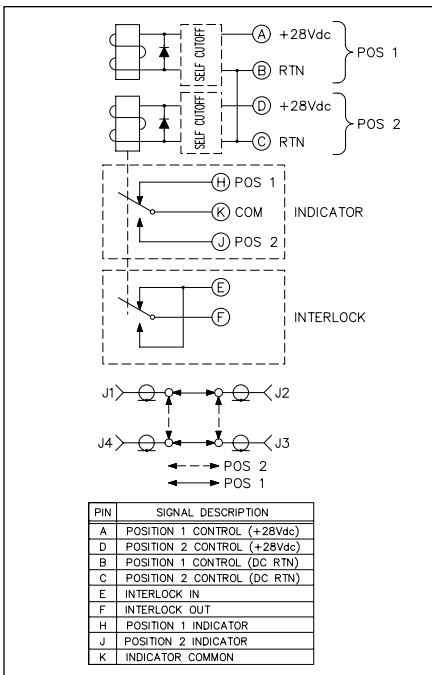 SELF CUTOFF
A +28Vdc
B RTN
POS 1
SELF CUTOFF
D +28Vdc
C RTN
POS 2
H POS 1
K COM
INDICATOR
J POS 2
E
F
INTERLOCK
J1 J2
J4 J3
POS 2
POS 1
PIN SIGNAL DESCRIPTION
A POSITION 1 CONTROL (+28Vdc)
D POSITION 2 CONTROL (+28Vdc)
B POSITION 1 CONTROL (DC RTN)
C POSITION 2 CONTROL (DC RTN)
E INTERLOCK IN
F INTERLOCK OUT
H POSITION 1 INDICATOR
J POSITION 2 INDICATOR
K INDICATOR COMMON